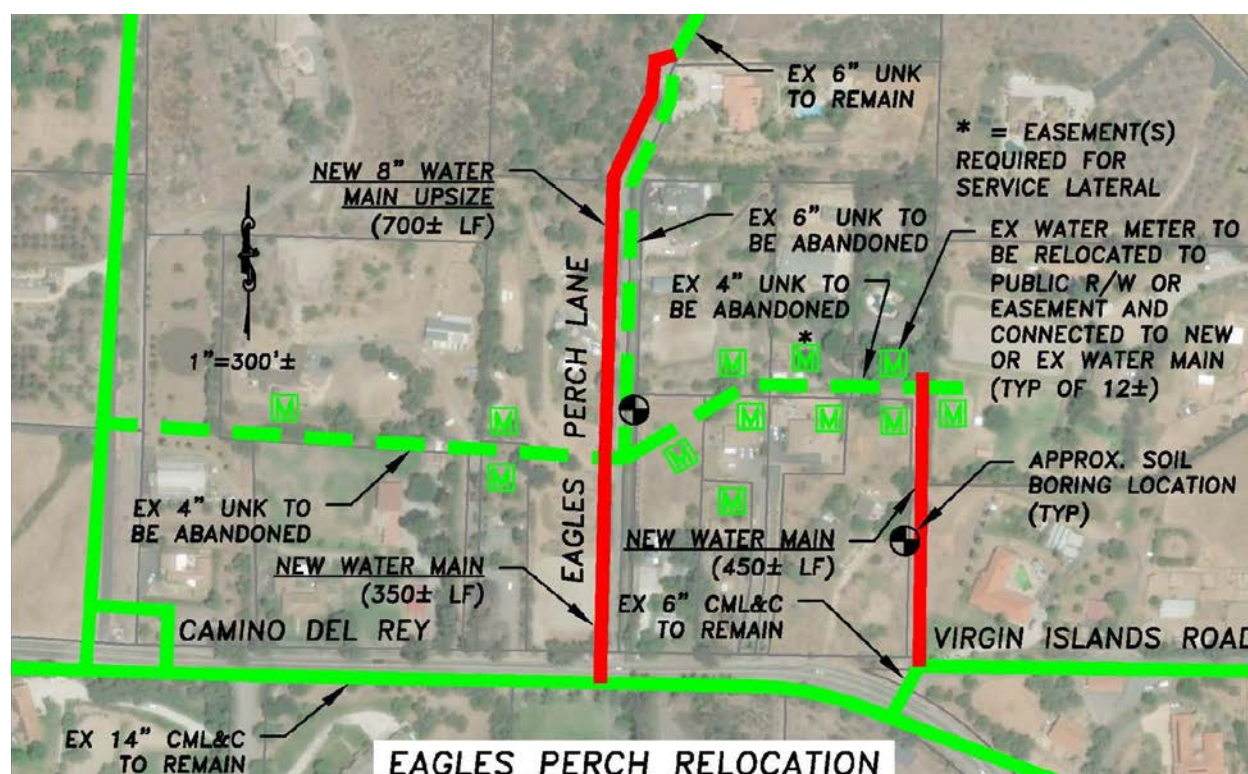 EX 6" UNK
TO REMAIN
* = EASEMENT(S)
REQUIRED FOR
SERVICE LATERAL
NEW 8" WATER
MAIN UPSIZE
(700± LF)
EX 6" UNK TO
BE ABANDONED
EX WATER METER TO
BE RELOCATED TO
PUBLIC R/W OR
EASEMENT AND
CONNECTED TO NEW
OR EX WATER MAIN
(TYP OF 12±)
EX 4" UNK TO
BE ABANDONED
*
1"=300'±
EAGLES PERCH LANE
M
M
M
M
M
M
M
M
M
M
M
M
EX 4" UNK TO
BE ABANDONED
APPROX. SOIL
BORING LOCATION
(TYP)
NEW WATER MAIN
(350± LF)
NEW WATER MAIN
(450± LF)
EX 6" CML&C
TO REMAIN
CAMINO DEL REY
VIRGIN ISLANDS ROAD
EX 14" CML&C
TO REMAIN
EAGLES PERCH RELOCATION